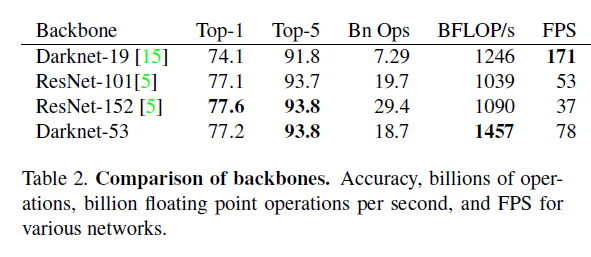 Backbone Top-1 Top-5 Bn Ops BFLOP/s FPS
Darknet-19 [15] 74.1 91.8 7.29 1246 171
ResNet-101[5] 77.1 93.7 19.7 1039 53
ResNet-152 [5] 77.6 93.8 29.4 1090 37
Darknet-53 77.2 93.8 18.7 1457 78
Table 2. Comparison of backbones. Accuracy, billions of oper-
ations, billion floating point operations per second, and FPS for
various networks.